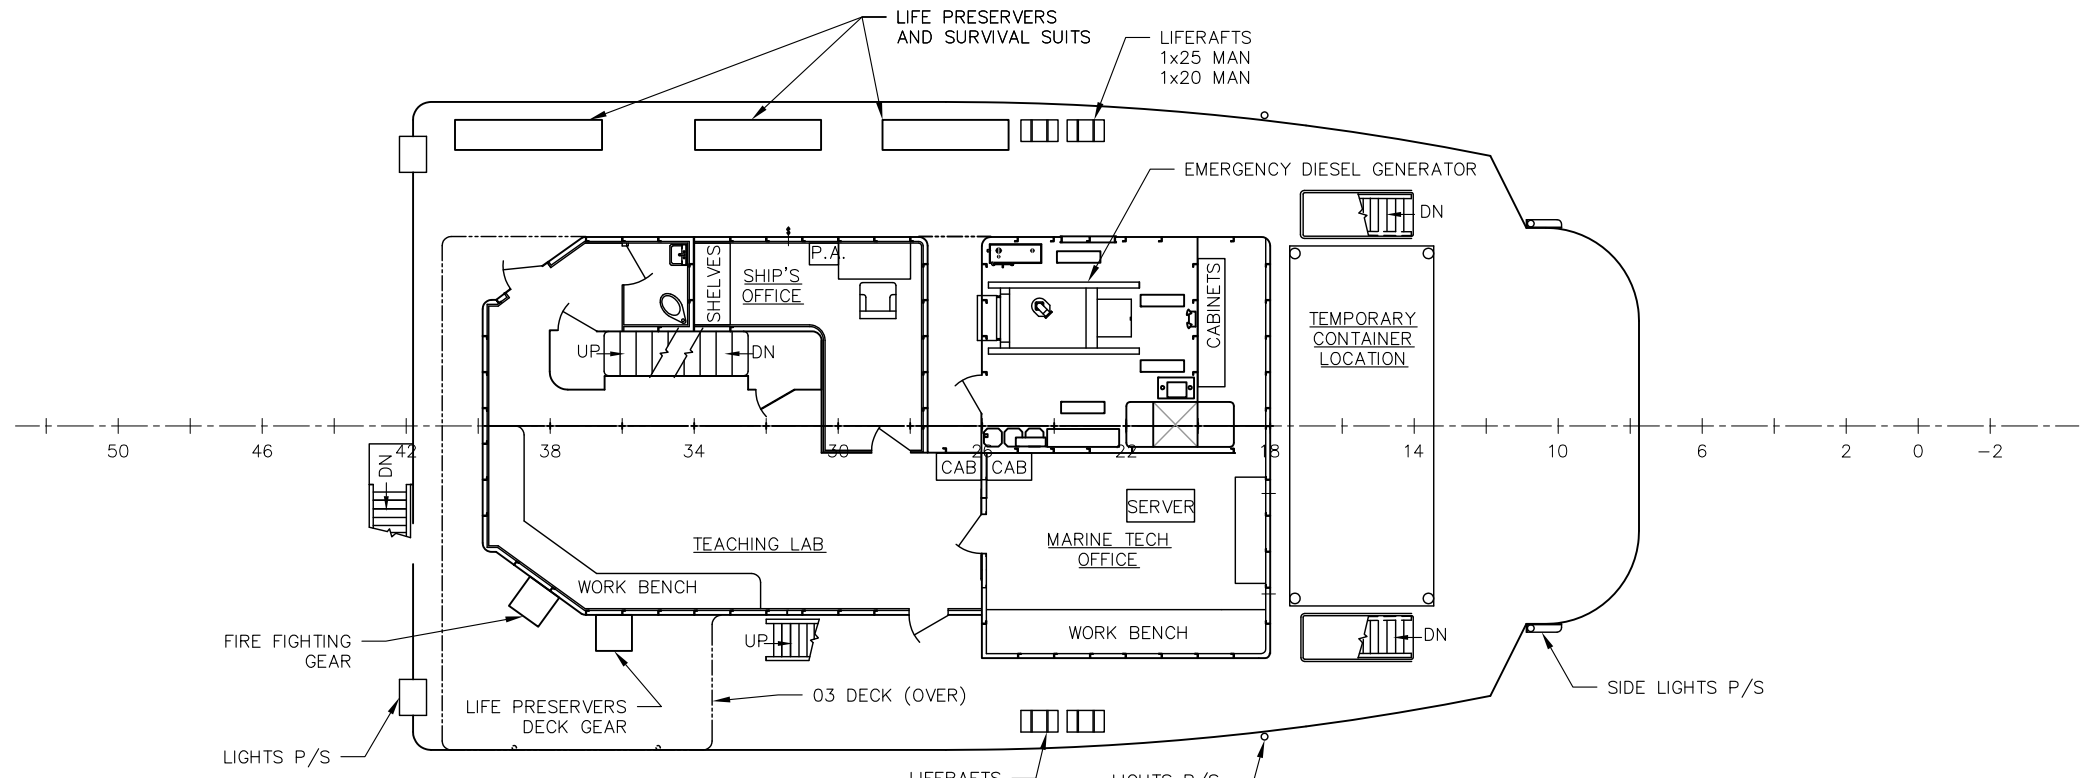 LIFE PRESERVERS
AND SURVIVAL SUITS
LIFERAFTS
1x25 MAN
1x20 MAN
EMERGENCY DIESEL GENERATOR
DN
P.A.
SHELVES
SHIP'S
OFFICE
CABINETS
TEMPORARY
CONTAINER
LOCATION
UP
DN
50
46
42
38
34
30
26
22
18
14
10
6
2
0
-2
DN
CAB
CAB
SERVER
TEACHING LAB
MARINE TECH
OFFICE
WORK BENCH
WORK BENCH
UP
DN
FIRE FIGHTING
GEAR
LIFE PRESERVERS
DECK GEAR
03 DECK (OVER)
SIDE LIGHTS P/S
LIGHTS P/S
LIFERAFTS
LIGHTS P/S